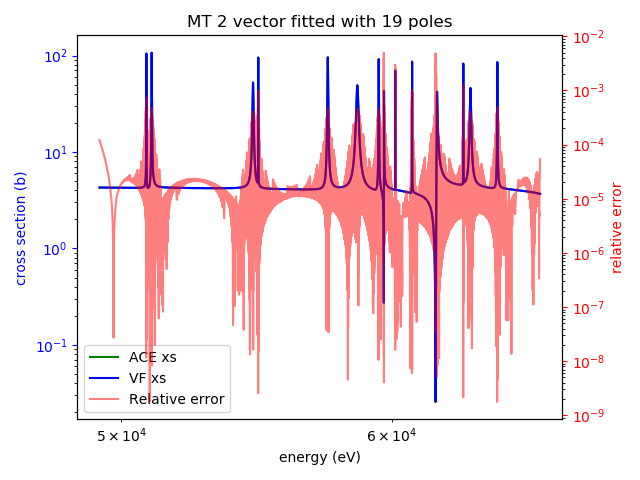 MT 2 vector fitted with 19 poles
10²
10¹
10⁰
10⁻¹
cross section (b)
10⁻²
10⁻³
10⁻⁴
10⁻⁵
10⁻⁶
10⁻⁷
10⁻⁸
10⁻⁹
relative error
ACE xs
VF xs
Relative error
5 × 10⁴
6 × 10⁴
energy (eV)